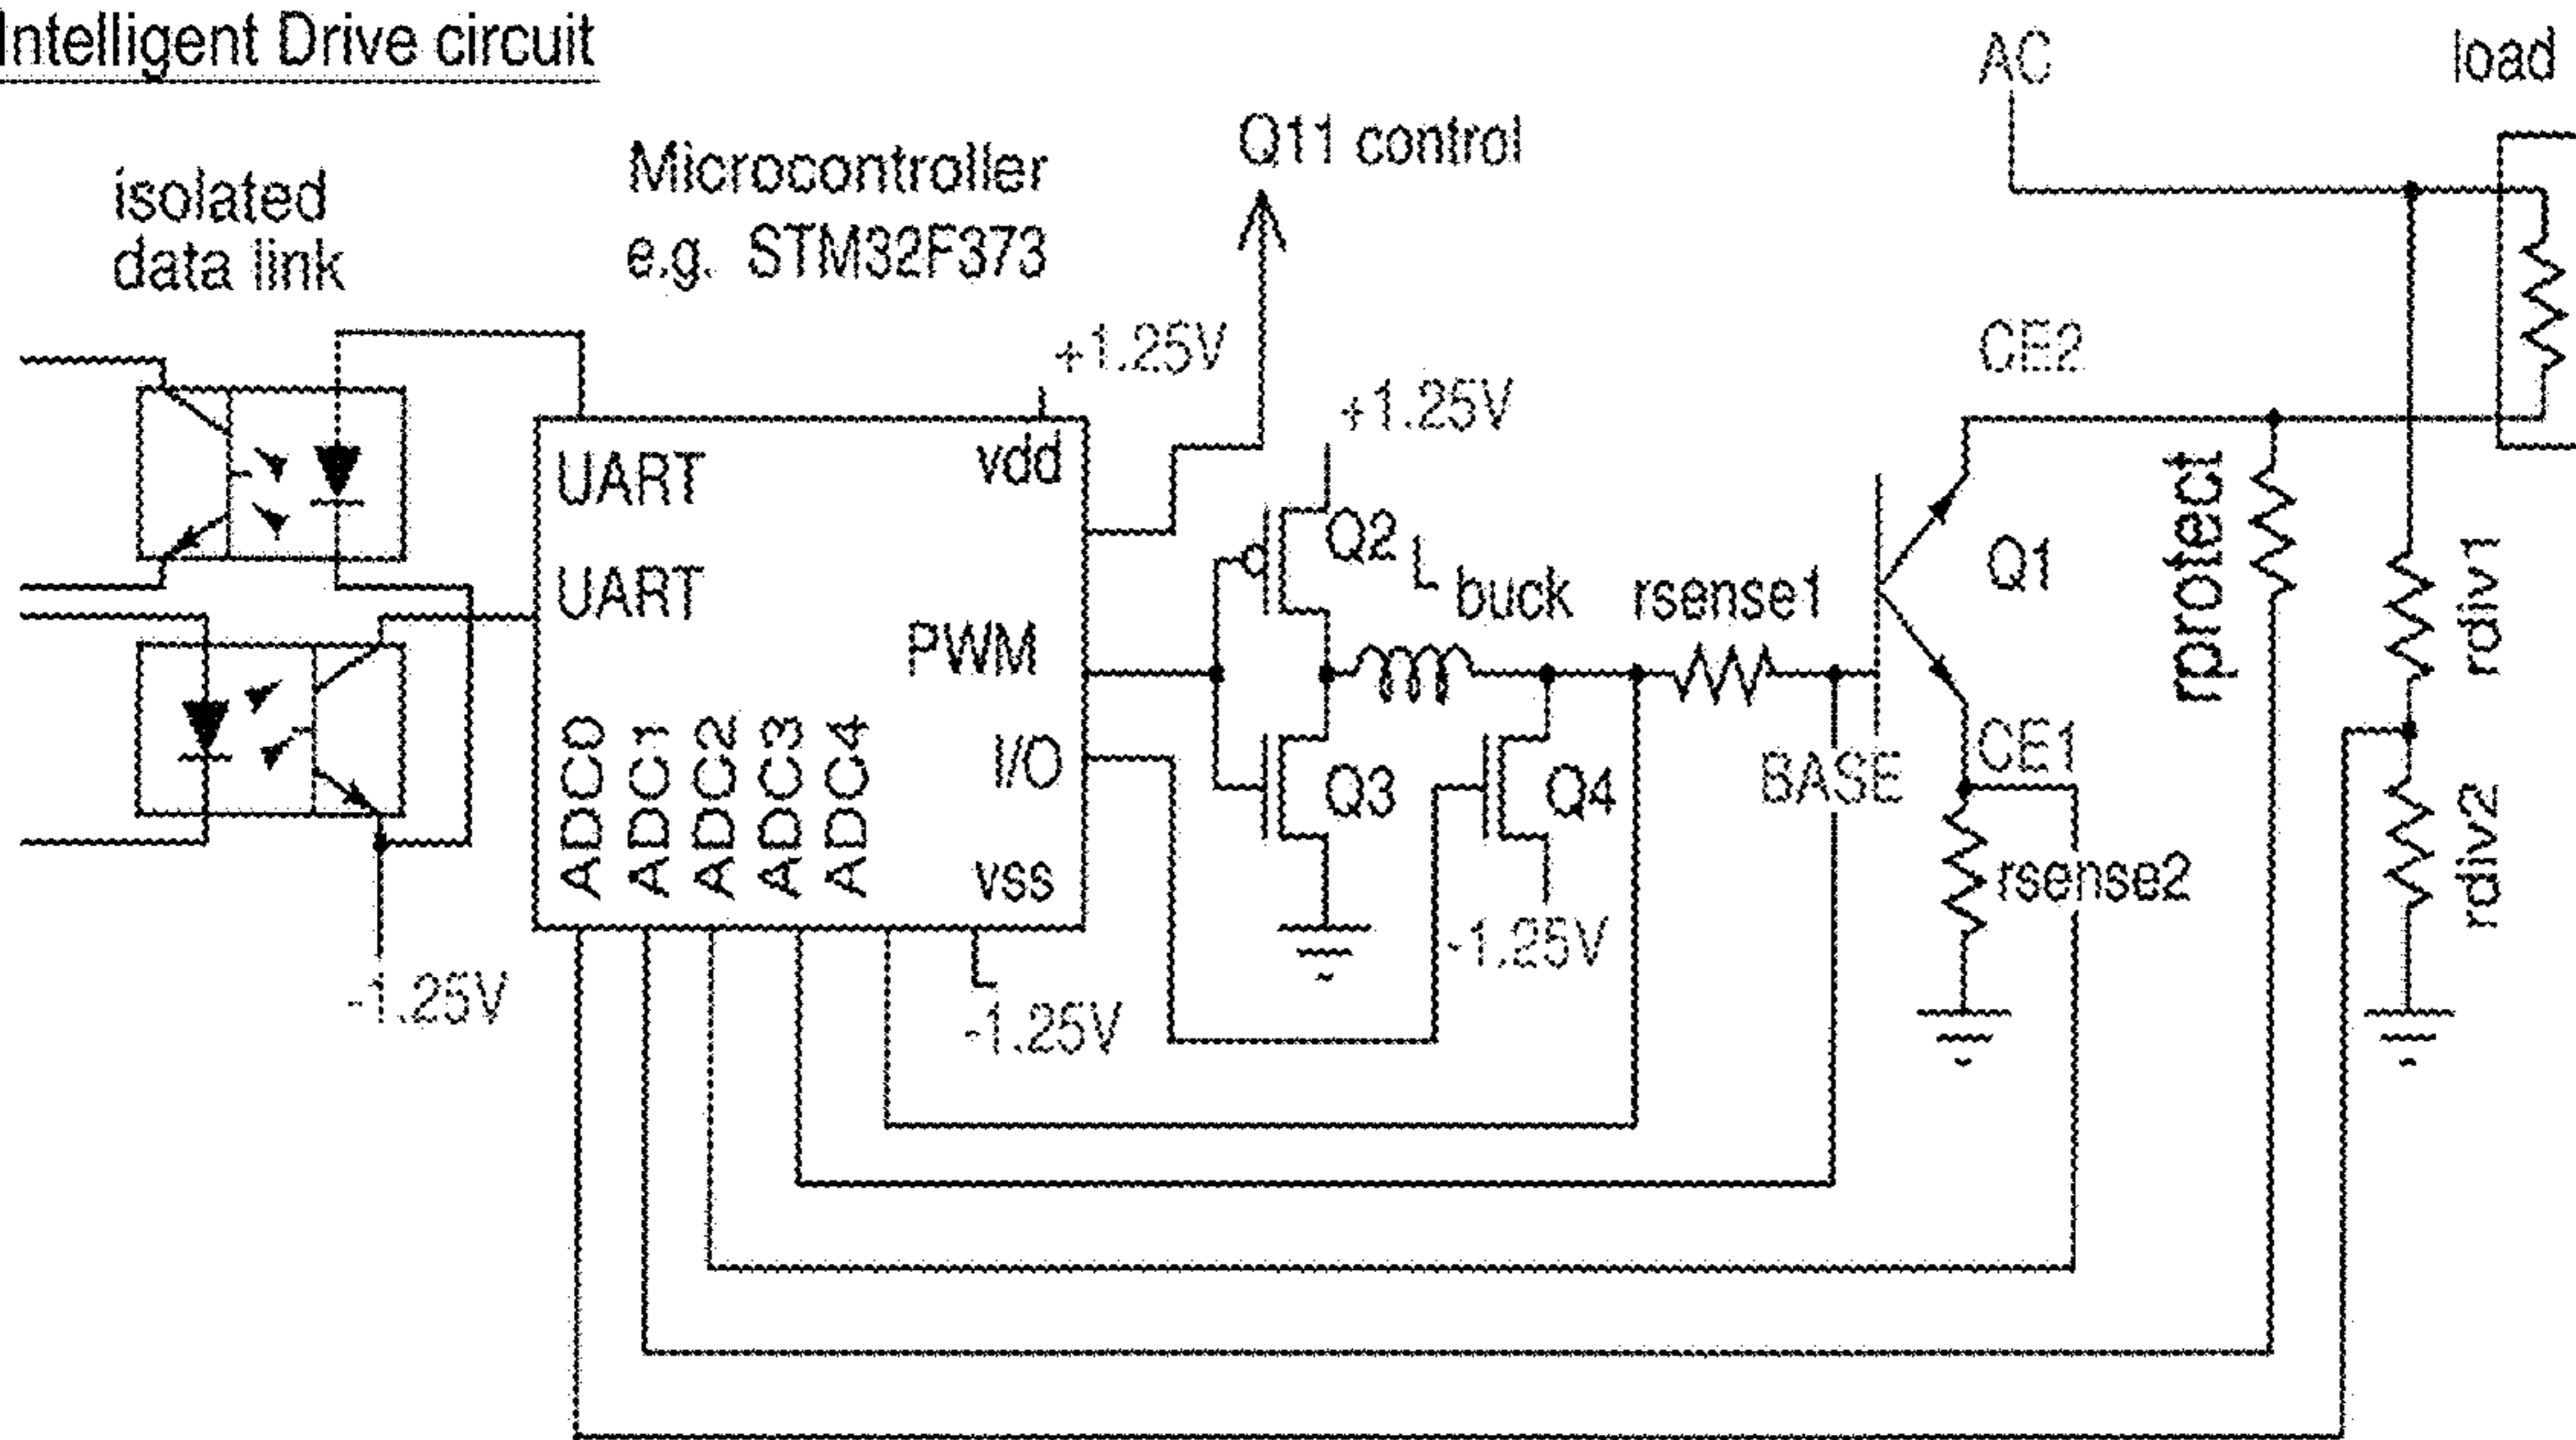 Intelligent Drive circuit
AC
load
Q11 control
Microcontroller
e.g. STM32F373
isolated
data link
+1.25V
+1.25V
CE2
UART
vdd
Q2
L buck
rsense1
Q1
rprotect
rdiv1
UART
PWM
I/O
ADC0
ADC1
ADC2
ADC3
ADC4
Q3
Q4
BASE
CE1
rsense2
rdiv2
vss
-1.25V
-1.25V
-1.25V